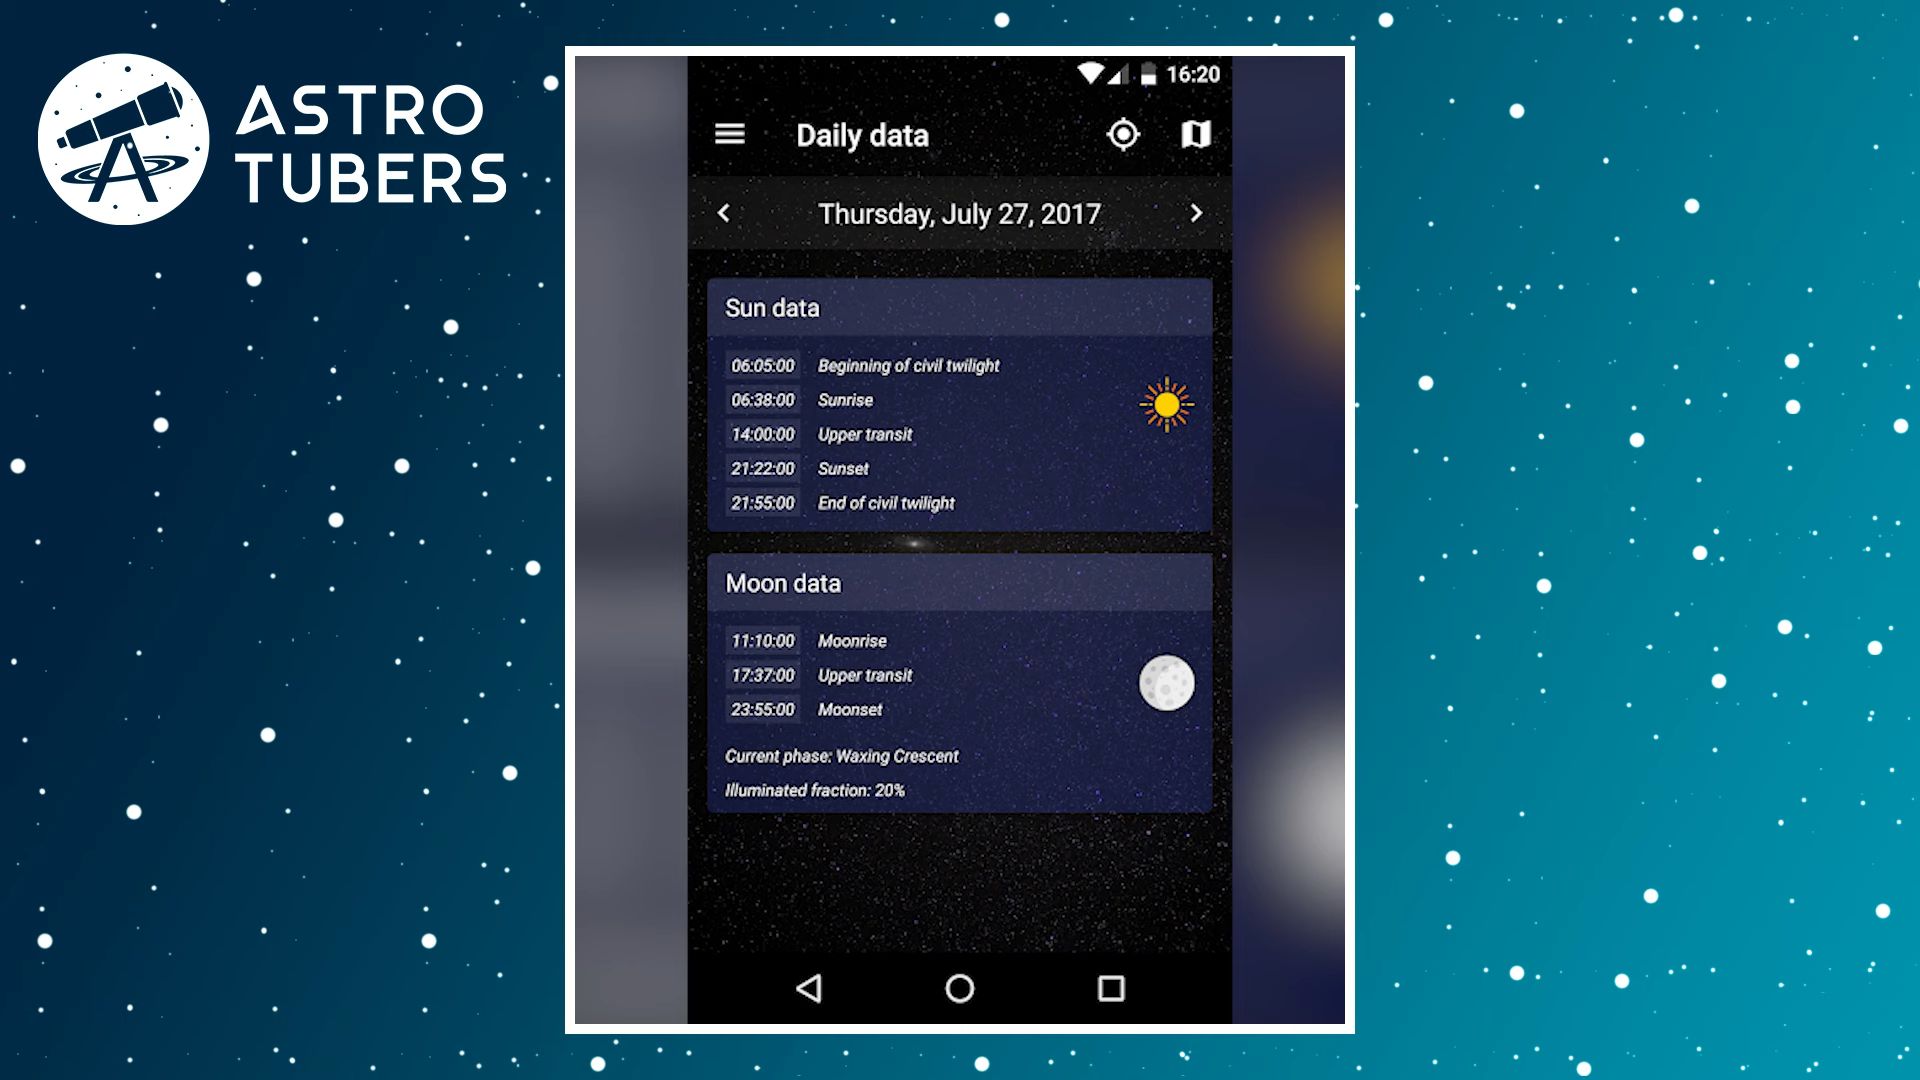 ASTRO
TUBERS
16:20
Daily data
Thursday, July 27, 2017
Sun data
06:05:00 Beginning of civil twilight
06:38:00 Sunrise
14:00:00 Upper transit
21:22:00 Sunset
21:55:00 End of civil twilight
Moon data
11:10:00 Moonrise
17:37:00 Upper transit
23:55:00 Moonset
Current phase: Waxing Crescent
Illuminated fraction: 20%